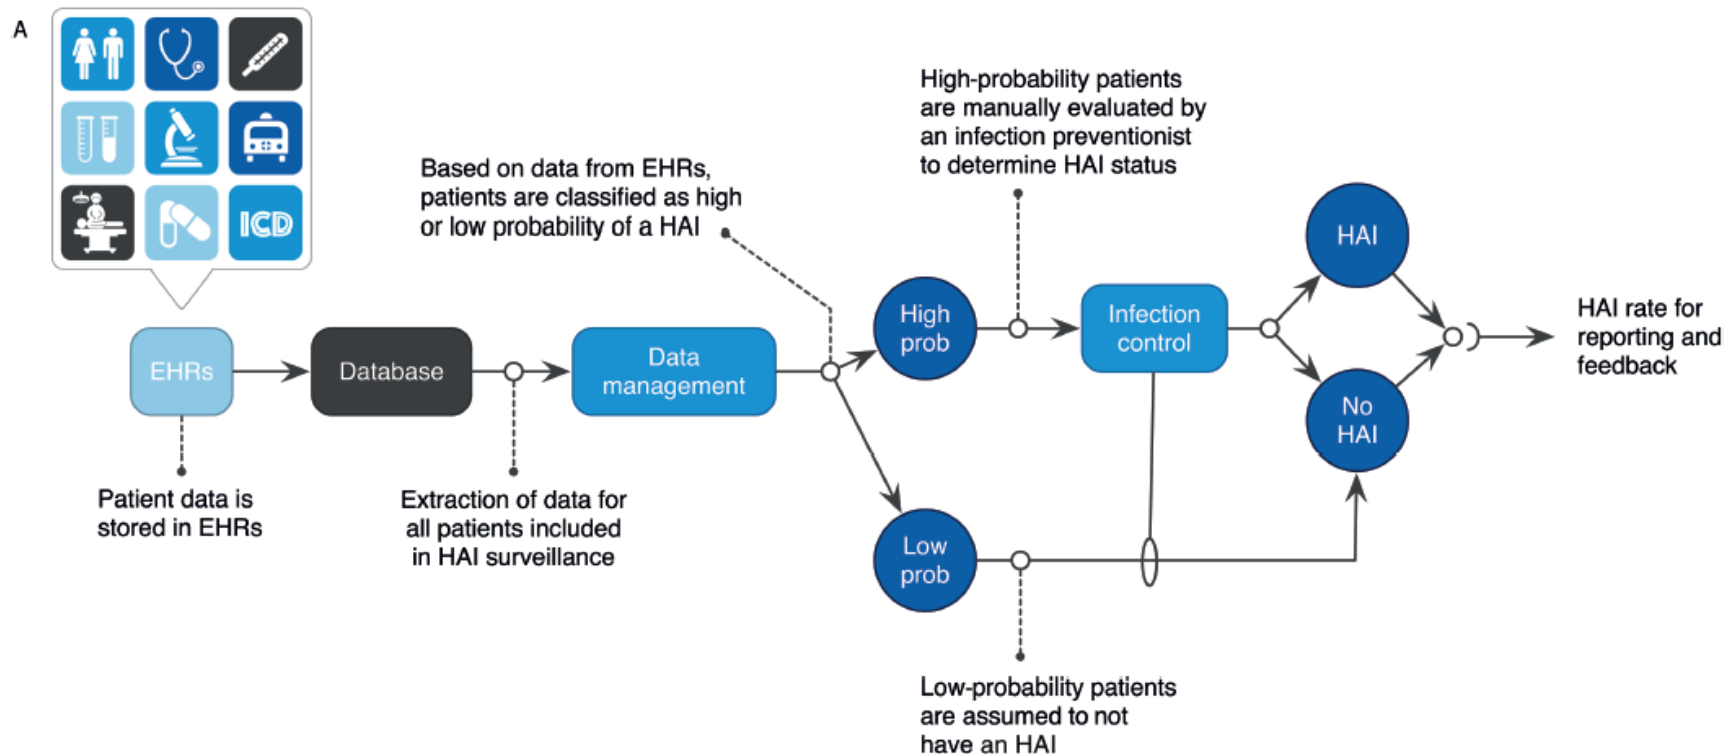 A
ICD
High-probability patients
are manually evaluated by
an infection preventionist
to determine HAI status
Based on data from EHRs,
patients are classified as high
or low probability of a HAI
HAI
High
prob
Infection
control
HAI rate for
reporting and
feedback
EHRs
Database
Data
management
No
HAI
Patient data is
stored in EHRs
Extraction of data for
all patients included
in HAI surveillance
Low
prob
Low-probability patients
are assumed to not
have an HAI